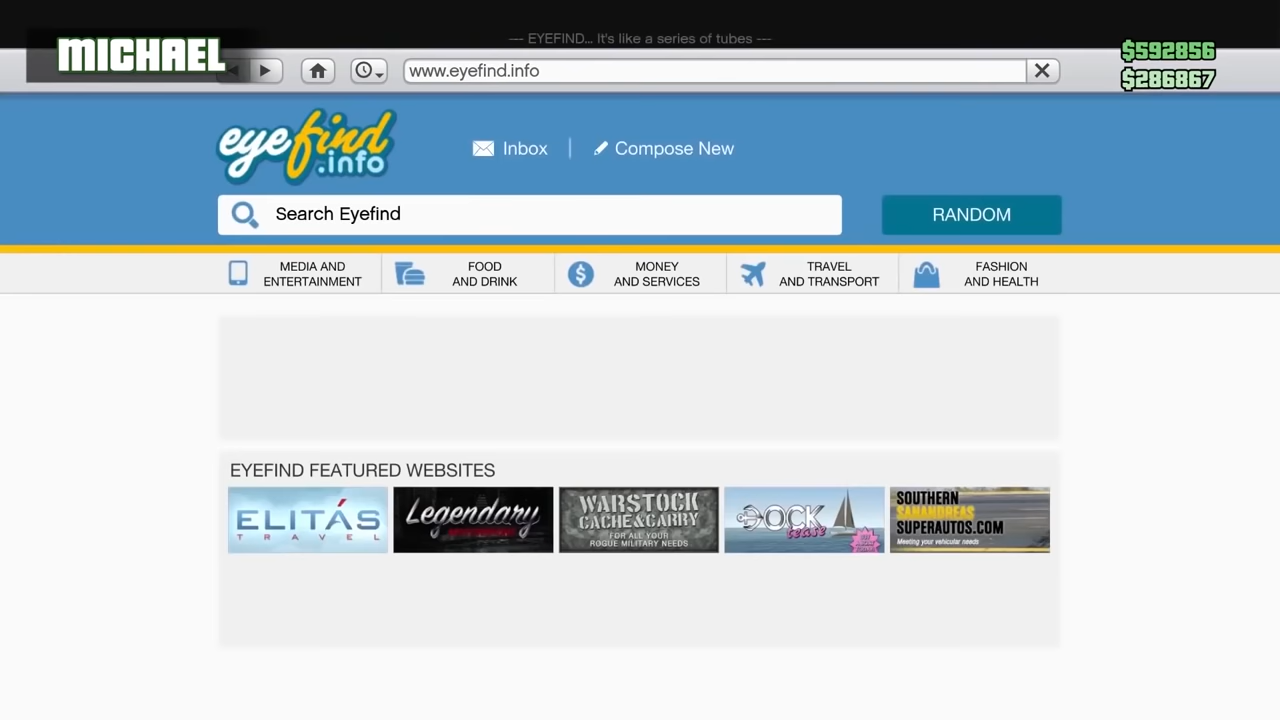 --- EYEFIND... It's like a series of tubes ---
MICHAEL
$592856
www.eyefind.info
$286867
eyefind
.info
Inbox
Compose New
Search Eyefind
RANDOM
MEDIA AND
ENTERTAINMENT
FOOD
AND DRINK
MONEY
AND SERVICES
TRAVEL
AND TRANSPORT
FASHION
AND HEALTH
EYEFIND FEATURED WEBSITES
ELITÁS
TRAVEL
Legendary
WARSTOCK
CACHE&CARRY
FOR ALL YOUR
ROGUE MILITARY NEEDS
DOCK
tease
SOUTHERN
SANANDREAS
SUPERAUTOS.COM
Meeting your vehicular needs